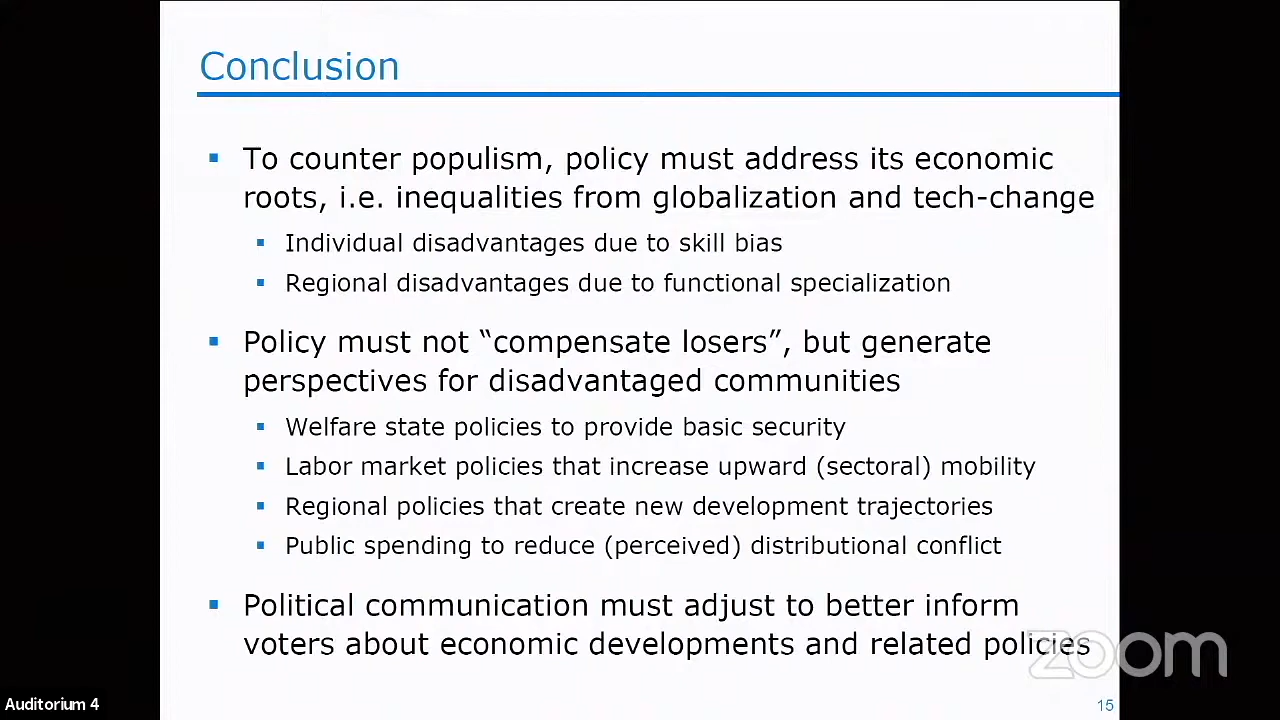 Conclusion
To counter populism, policy must address its economic
roots, i.e. inequalities from globalization and tech-change
Individual disadvantages due to skill bias
Regional disadvantages due to functional specialization
Policy must not “compensate losers”, but generate
perspectives for disadvantaged communities
Welfare state policies to provide basic security
Labor market policies that increase upward (sectoral) mobility
Regional policies that create new development trajectories
Public spending to reduce (perceived) distributional conflict
Political communication must adjust to better inform
voters about economic developments and related policies
zoom
Auditorium 4
15